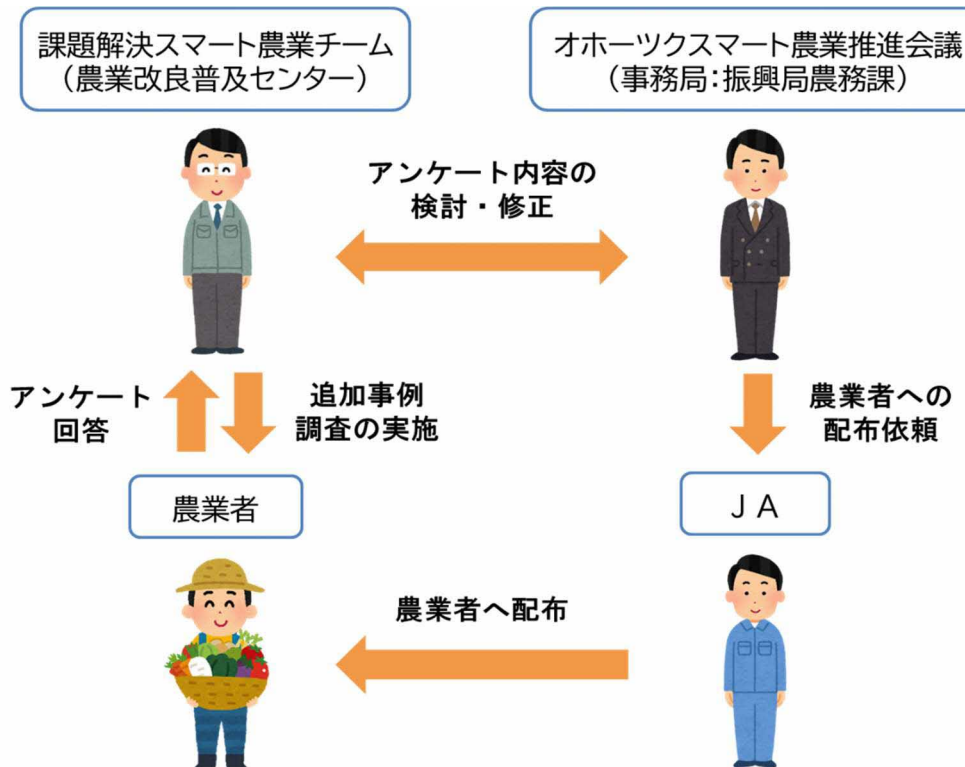 課題解決スマート農業チーム
（農業改良普及センター）
オホーツクスマート農業推進会議
（事務局：振興局農務課）
アンケート内容の
検討・修正
アンケート
回答
追加事例
調査の実施
農業者への
配布依頼
農業者
ＪＡ
農業者へ配布